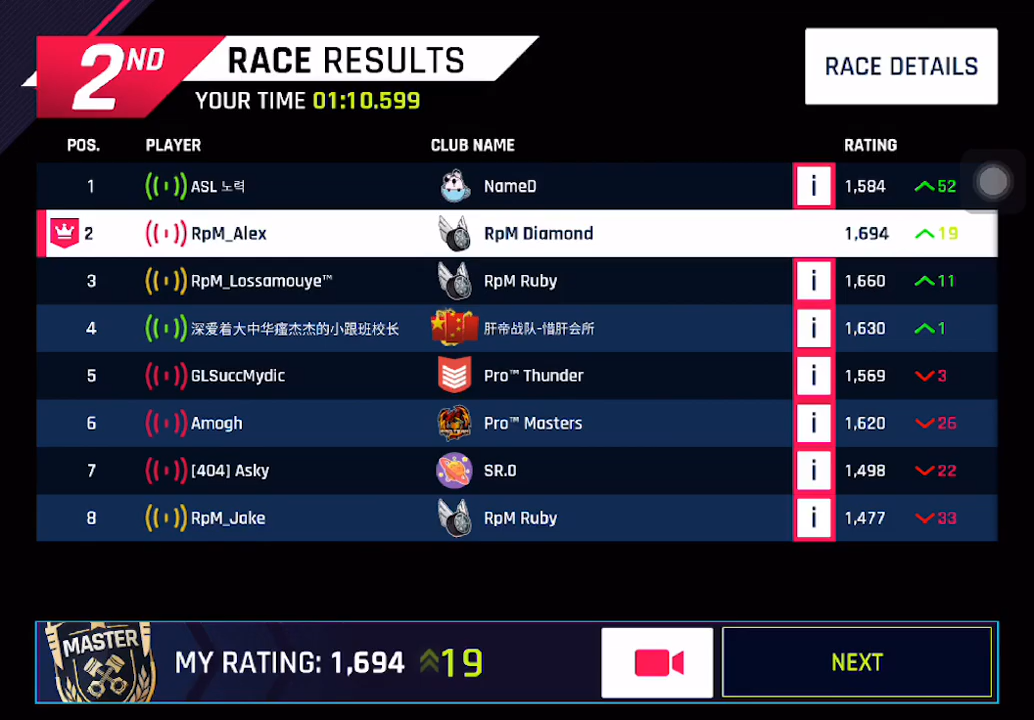 2ND
RACE RESULTS
YOUR TIME 01:10.599
RACE DETAILS
POS. PLAYER CLUB NAME RATING
1 ASL 노력 NameD i 1,584 52
2 RpM_Alex RpM Diamond 1,694 19
3 RpM_Lossamouye™ RpM Ruby i 1,660 11
4 深爱着大中华瘟杰杰的小跟班校长 肝帝战队-惜肝会所 i 1,630 1
5 GLSuccMydic Pro™ Thunder i 1,569 3
6 Amogh Pro™ Masters i 1,620 26
7 [404] Asky SR.0 i 1,498 22
8 RpM_Jake RpM Ruby i 1,477 33
MASTER
MY RATING: 1,694 19
NEXT